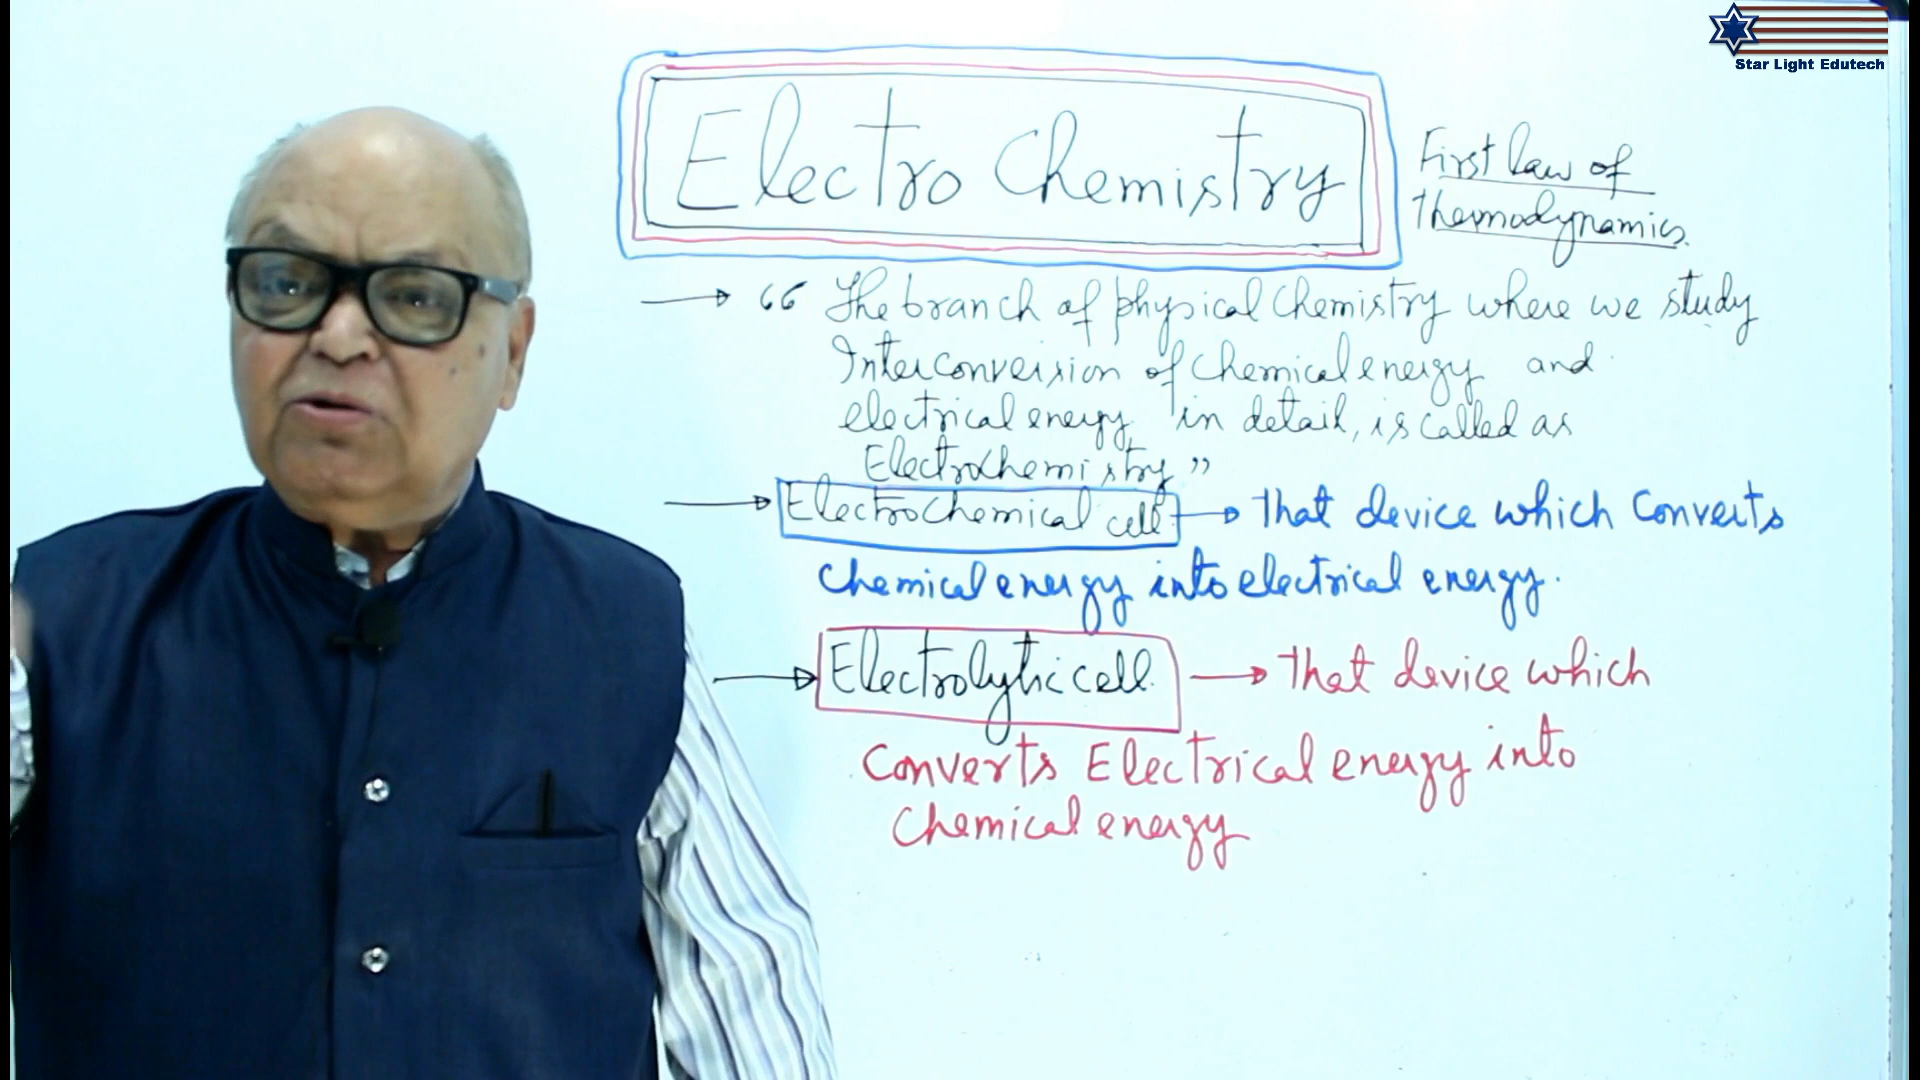 Star Light Edutech
Electro Chemistry
First law of
thermodynamics.
“ The branch of physical chemistry where we study
Interconversion of chemical energy and
electrical energy in detail, is called as
Electrochemistry ”
Electrochemical cell → that device which converts
chemical energy into electrical energy.
Electrolytic cell → that device which
converts Electrical energy into
chemical energy